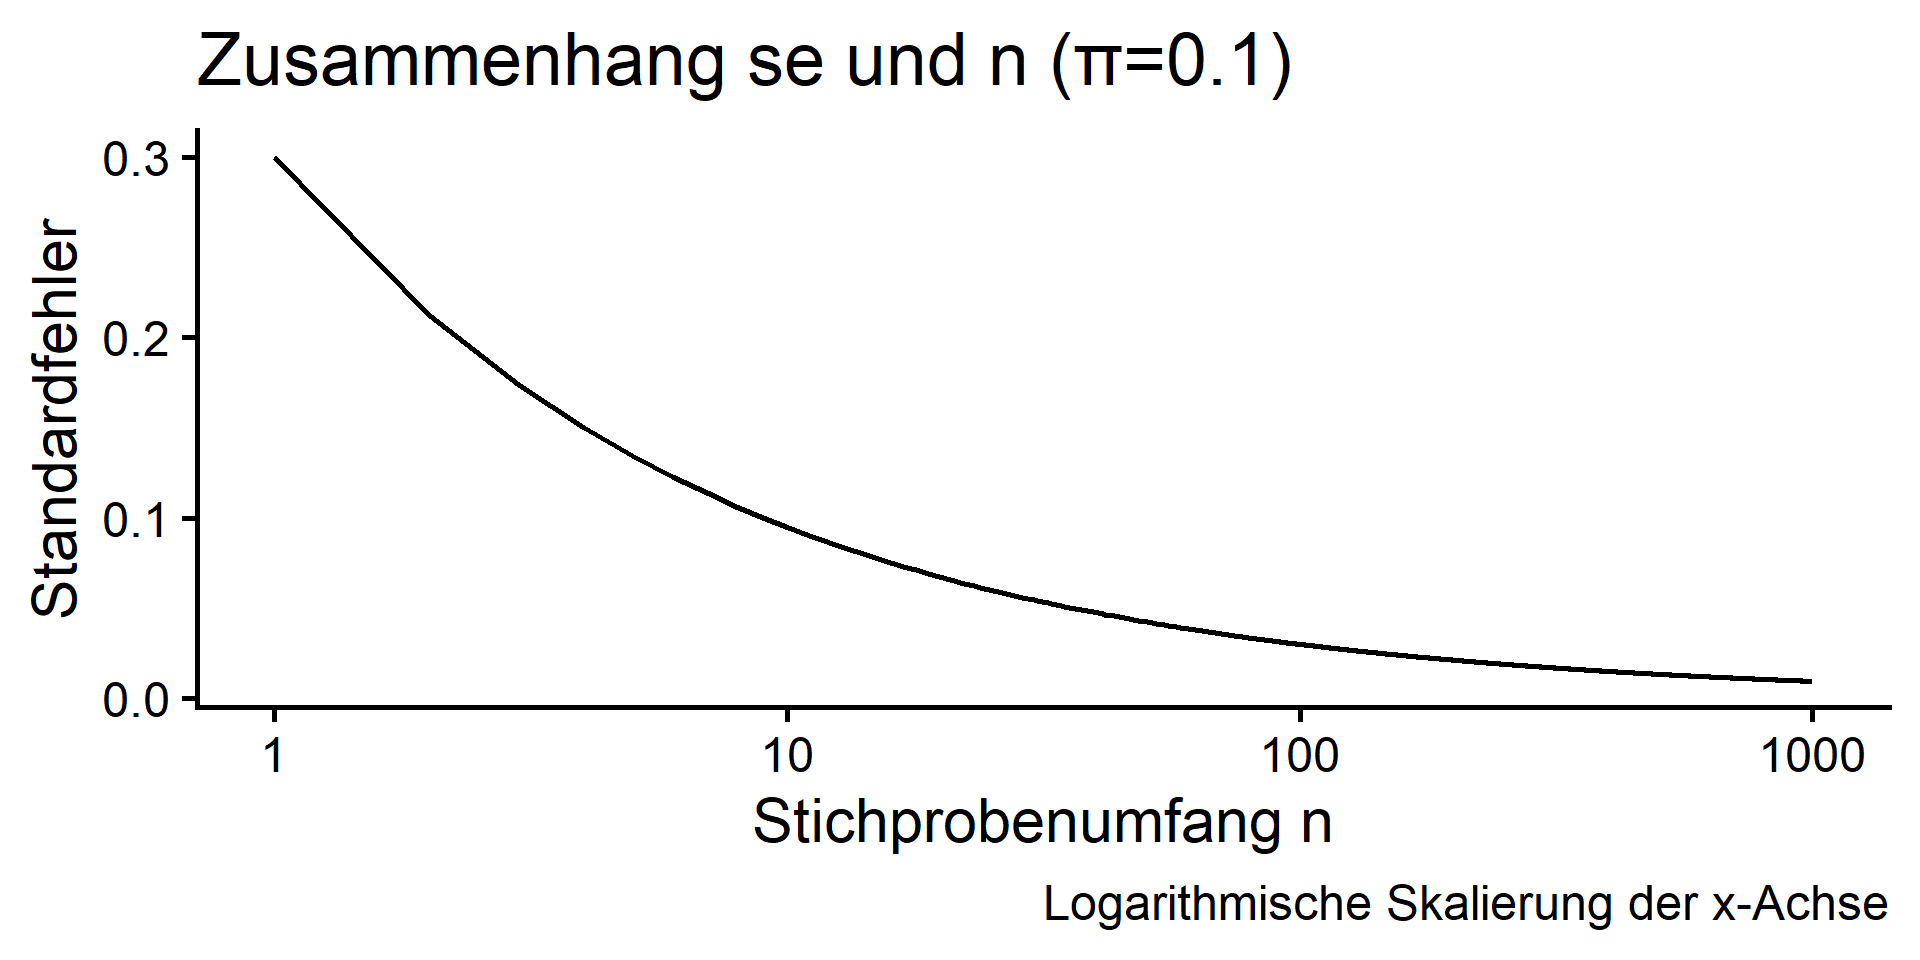 Zusammenhang se und n (π=0.1)
Standardfehler
0.3
0.2
0.1
0.0
1 10 100 1000
Stichprobenumfang n
Logarithmische Skalierung der x-Achse